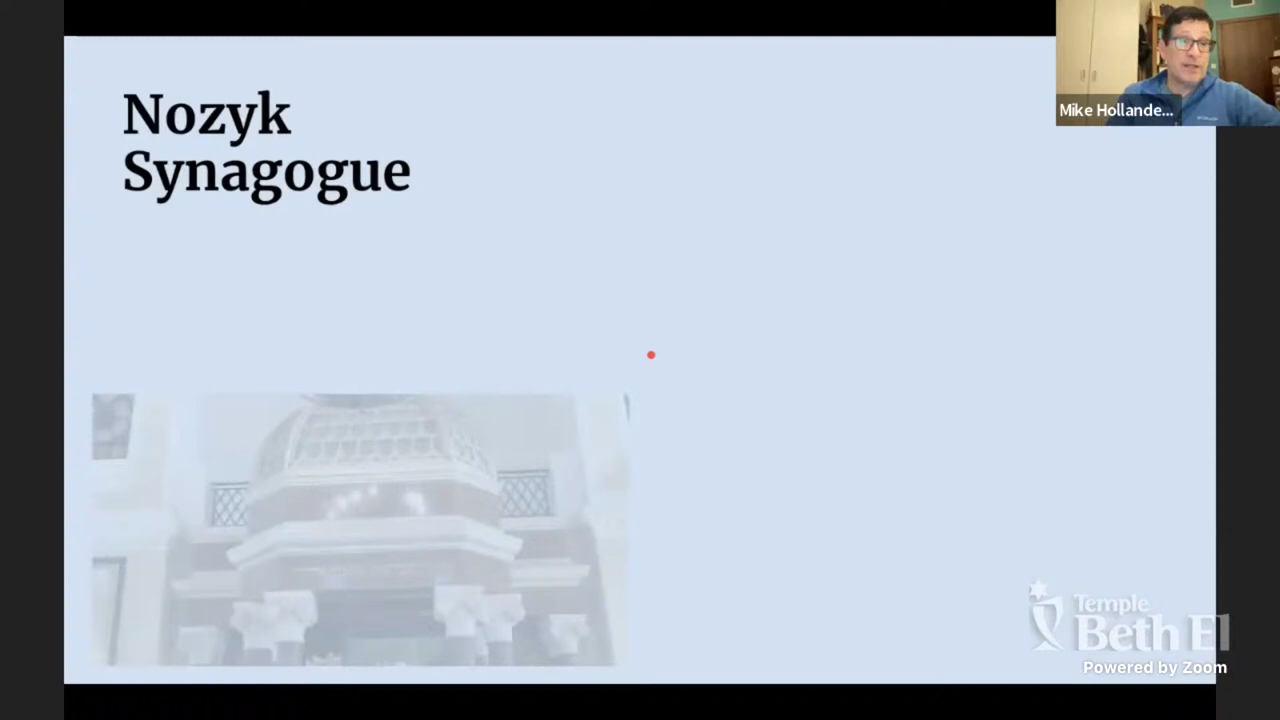 Nozyk
Synagogue
Mike Hollande...
Temple
Beth El
Powered by Zoom